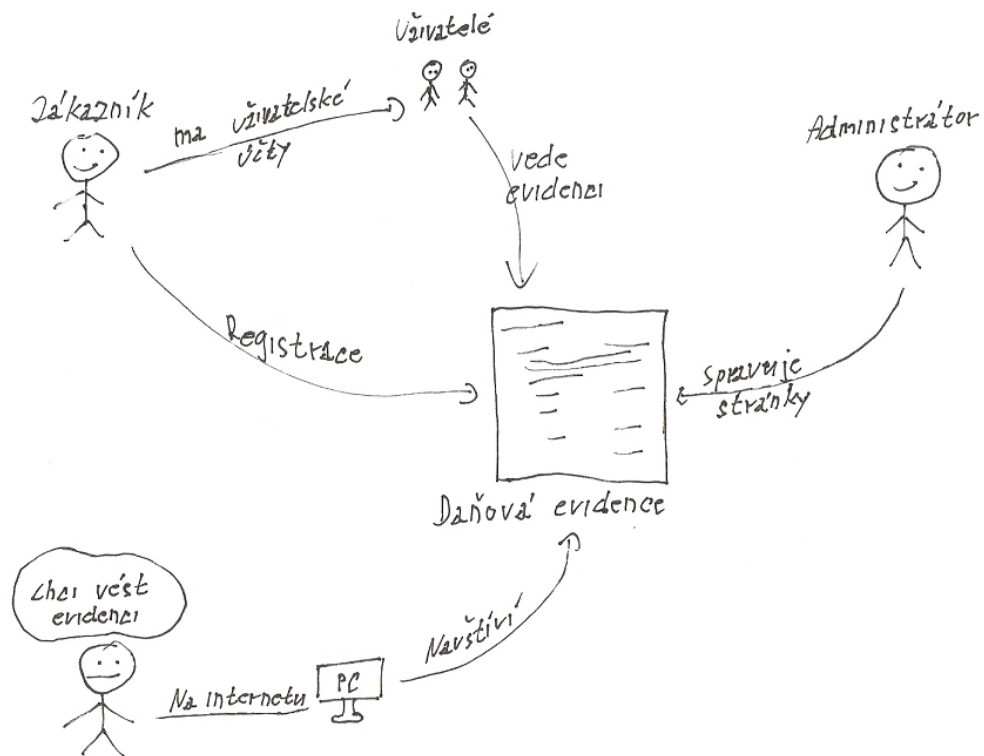 Uživatelé
Zákazník
ma uživatelské
účty
Administrátor
vede
evidenci
Registrace
spravuje
stránky
Daňová evidence
chci vést
evidenci
Navštíví
Na internetu
PC